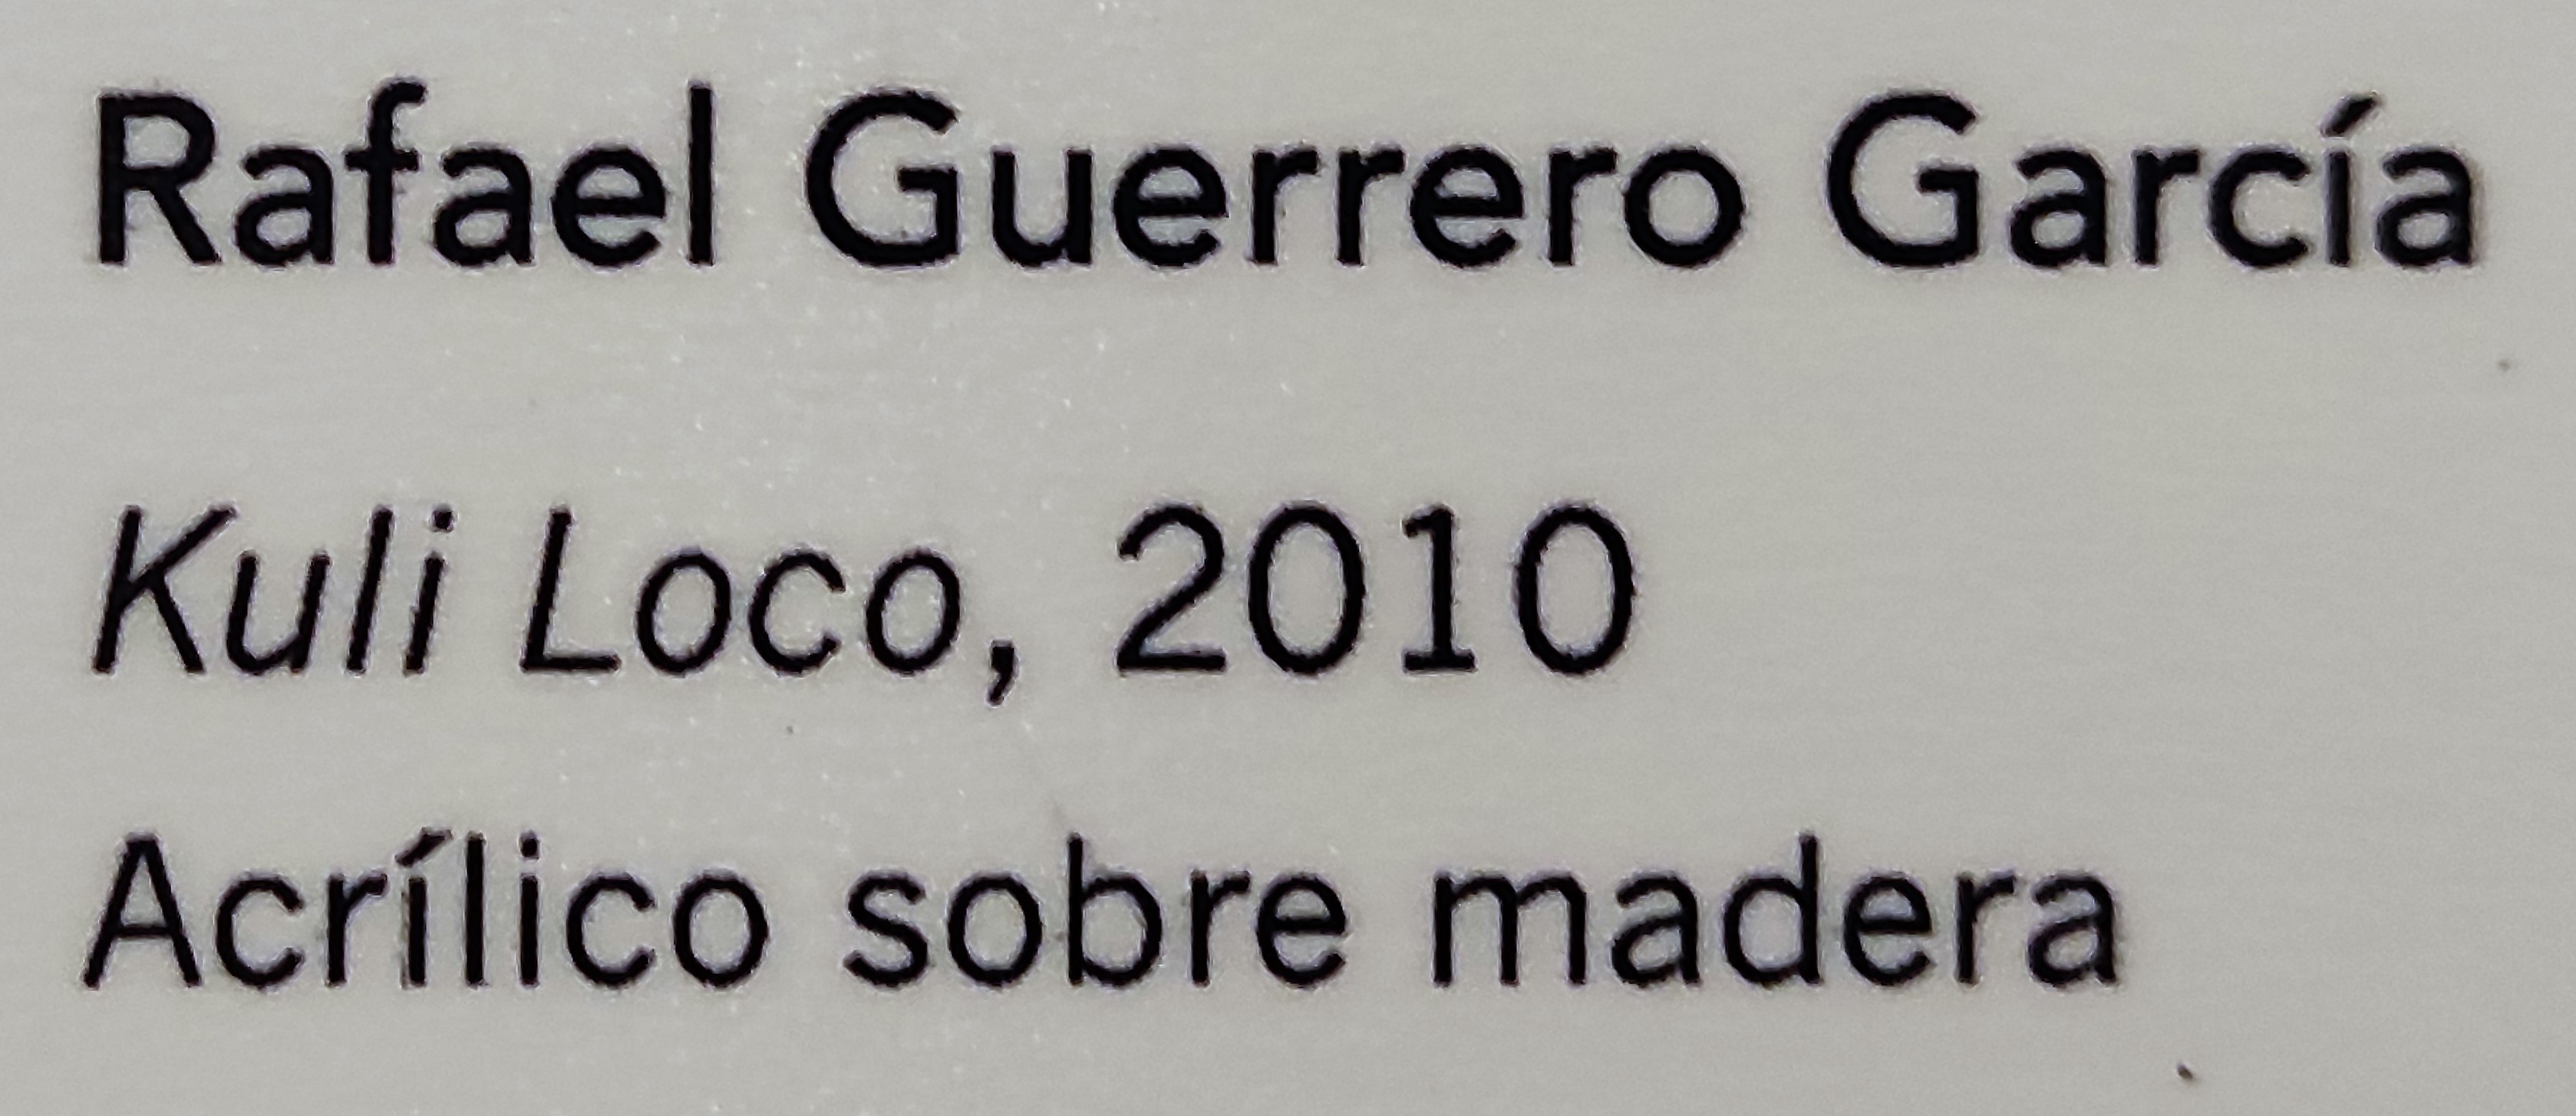 Rafael Guerrero García
Kuli Loco, 2010
Acrílico sobre madera